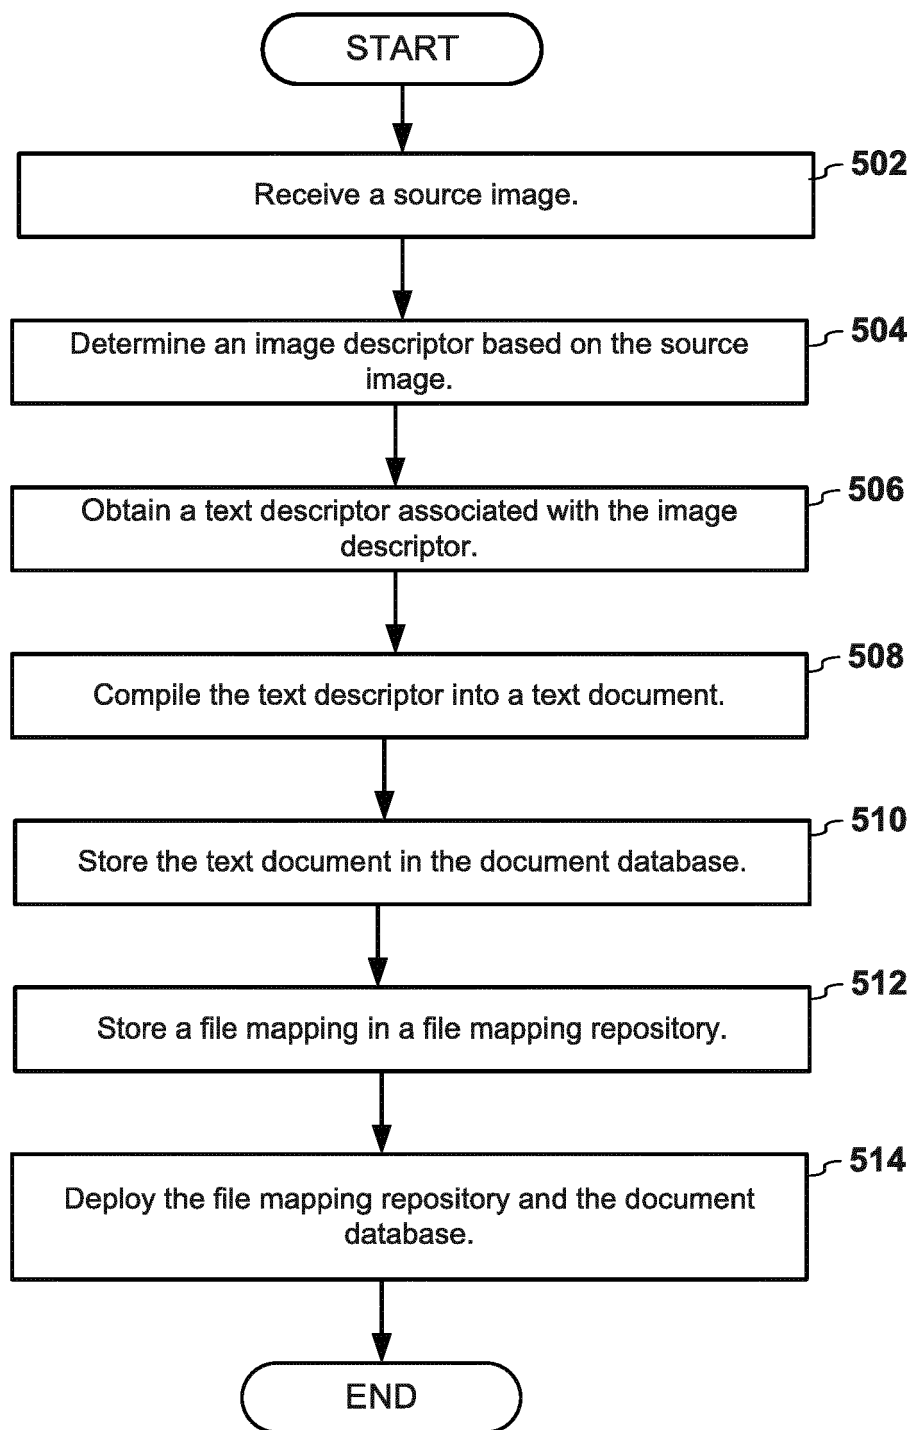 START
502
Receive a source image.
504
Determine an image descriptor based on the source
image.
506
Obtain a text descriptor associated with the image
descriptor.
508
Compile the text descriptor into a text document.
510
Store the text document in the document database.
512
Store a file mapping in a file mapping repository.
514
Deploy the file mapping repository and the document
database.
END